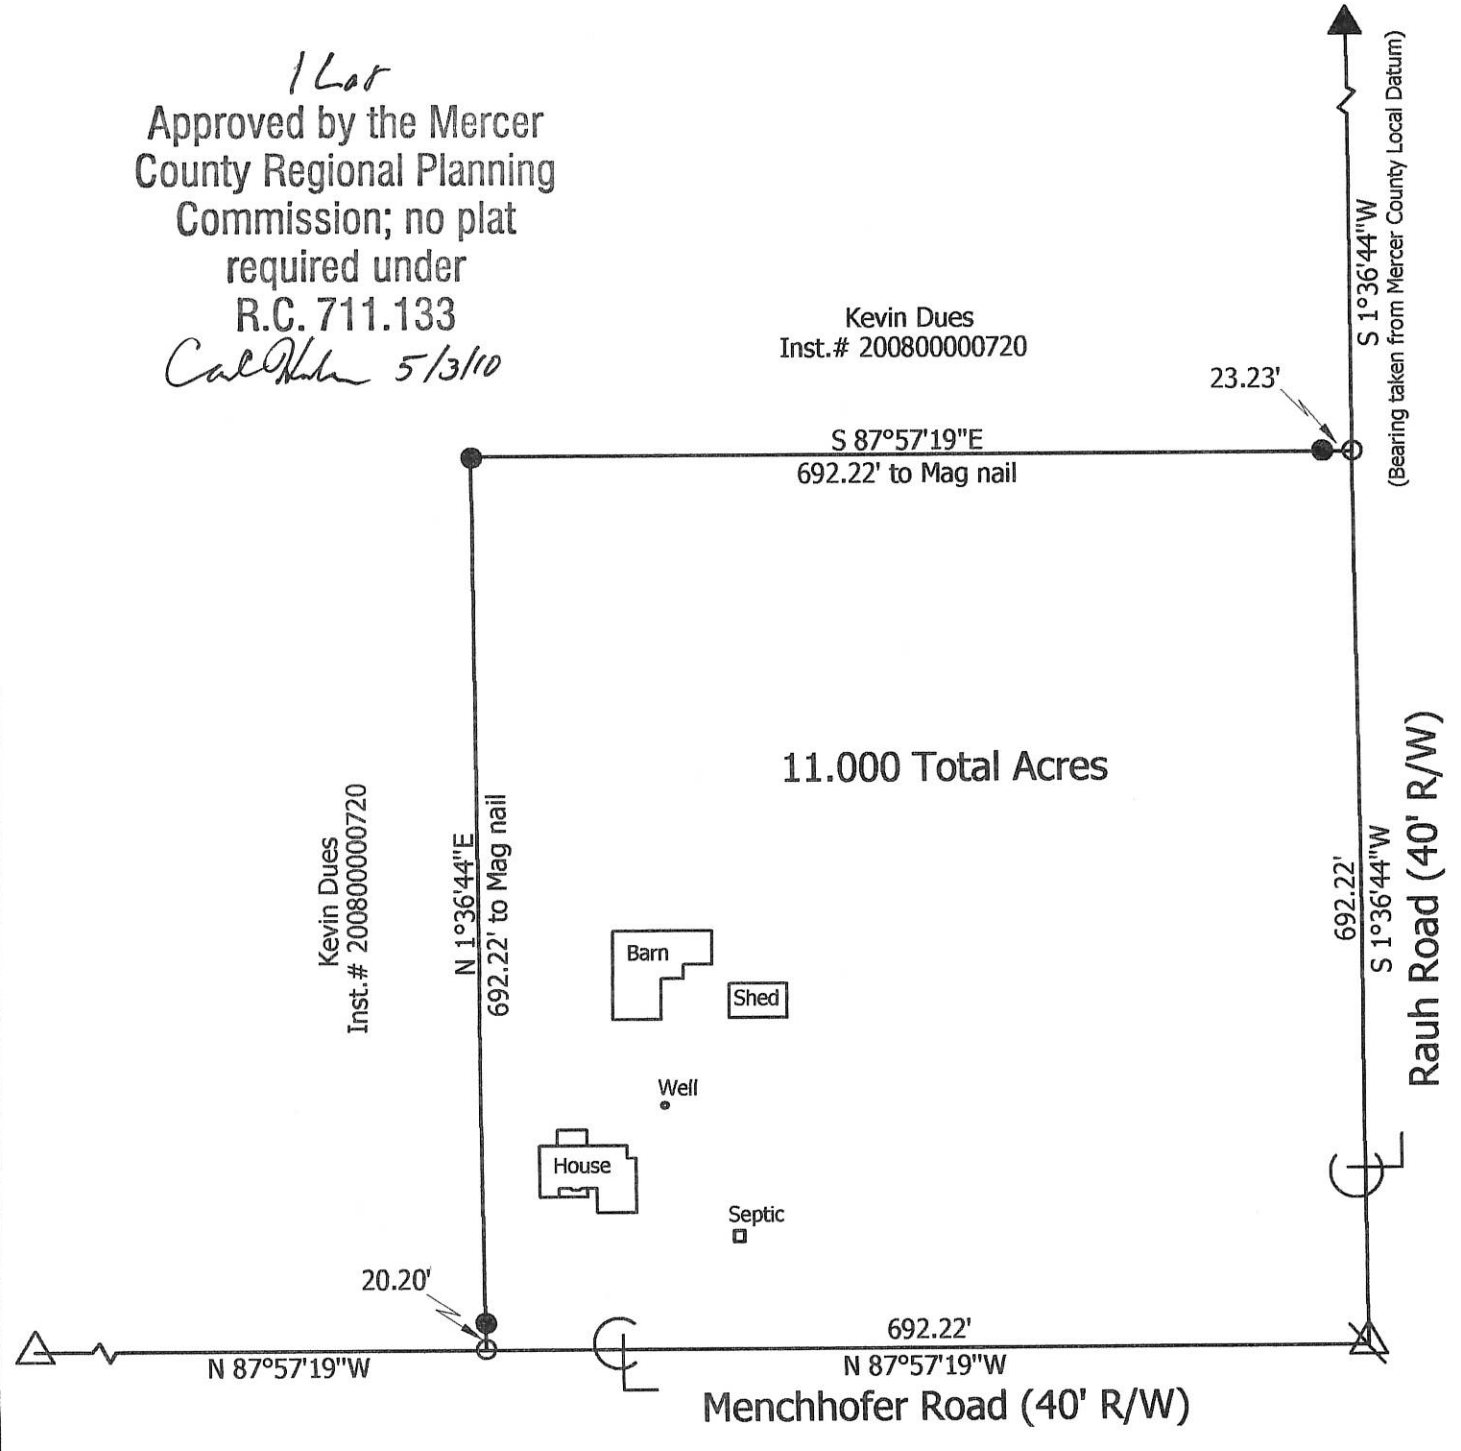 1 Lot
Approved by the Mercer
County Regional Planning
Commission; no plat
required under
R.C. 711.133
5/3/10
Kevin Dues
Inst.# 200800000720
23.23'
S 1°36'44"W
(Bearing taken from Mercer County Local Datum)
S 87°57'19"E
692.22' to Mag nail
11.000 Total Acres
Kevin Dues
Inst.# 200800000720
N 1°36'44"E
692.22' to Mag nail
692.22'
S 1°36'44"W
Rauh Road (40' R/W)
Barn
Shed
Well
House
Septic
20.20'
692.22'
N 87°57'19"W
N 87°57'19"W
Menchhofer Road (40' R/W)